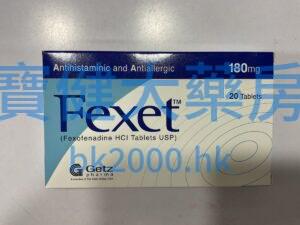 Antihistaminic and Antiallergic 180mg
寶健大藥房
20 Tablets
Fexet™
(Fexofenadine HCl Tablets USP)
bk2000.hk
Getz
pharma